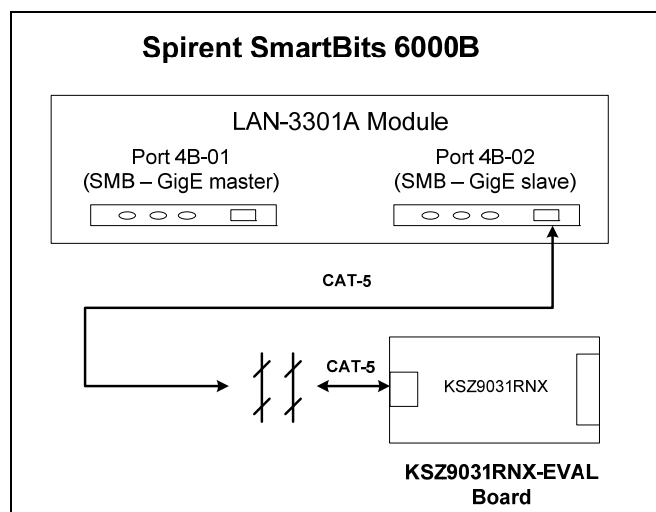 Spirent SmartBits 6000B
LAN-3301A Module
Port 4B-01
(SMB – GigE master)
Port 4B-02
(SMB – GigE slave)
CAT-5
CAT-5
KSZ9031RNX
KSZ9031RNX-EVAL
Board